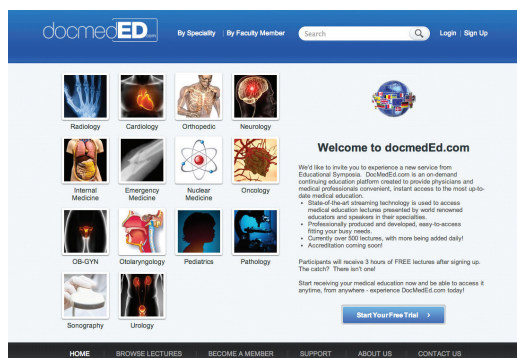 docmedED.com
By Speciality | By Faculty Member
Search
Login | Sign Up
Radiology
Cardiology
Orthopedic
Neurology
Internal
Medicine
Emergency
Medicine
Nuclear
Medicine
Oncology
OB-GYN
Otolaryngology
Pediatrics
Pathology
Sonography
Urology
Welcome to docmedEd.com
We'd like to invite you to experience a new service from
Educational Symposia. DocMedEd.com is an on-demand
continuing education platform created to provide physicians and
medical professionals convenient, instant access to the most up-to-
date medical education.
• State-of-the-art streaming technology is used to access
medical education lectures presented by world renowned
educators and speakers in their specialties.
• Professionally produced and developed, easy-to-access
fitting your busy needs.
• Currently over 500 lectures, with more being added daily!
• Accreditation coming soon!
Participants will receive 3 hours of FREE lectures after signing up.
The catch? There isn't one!
Start receiving your medical education now and be able to access it
anytime, from anywhere - experience DocMedEd.com today!
Start Your Free Trial >
HOME
BROWSE LECTURES
BECOME A MEMBER
SUPPORT
ABOUT US
CONTACT US